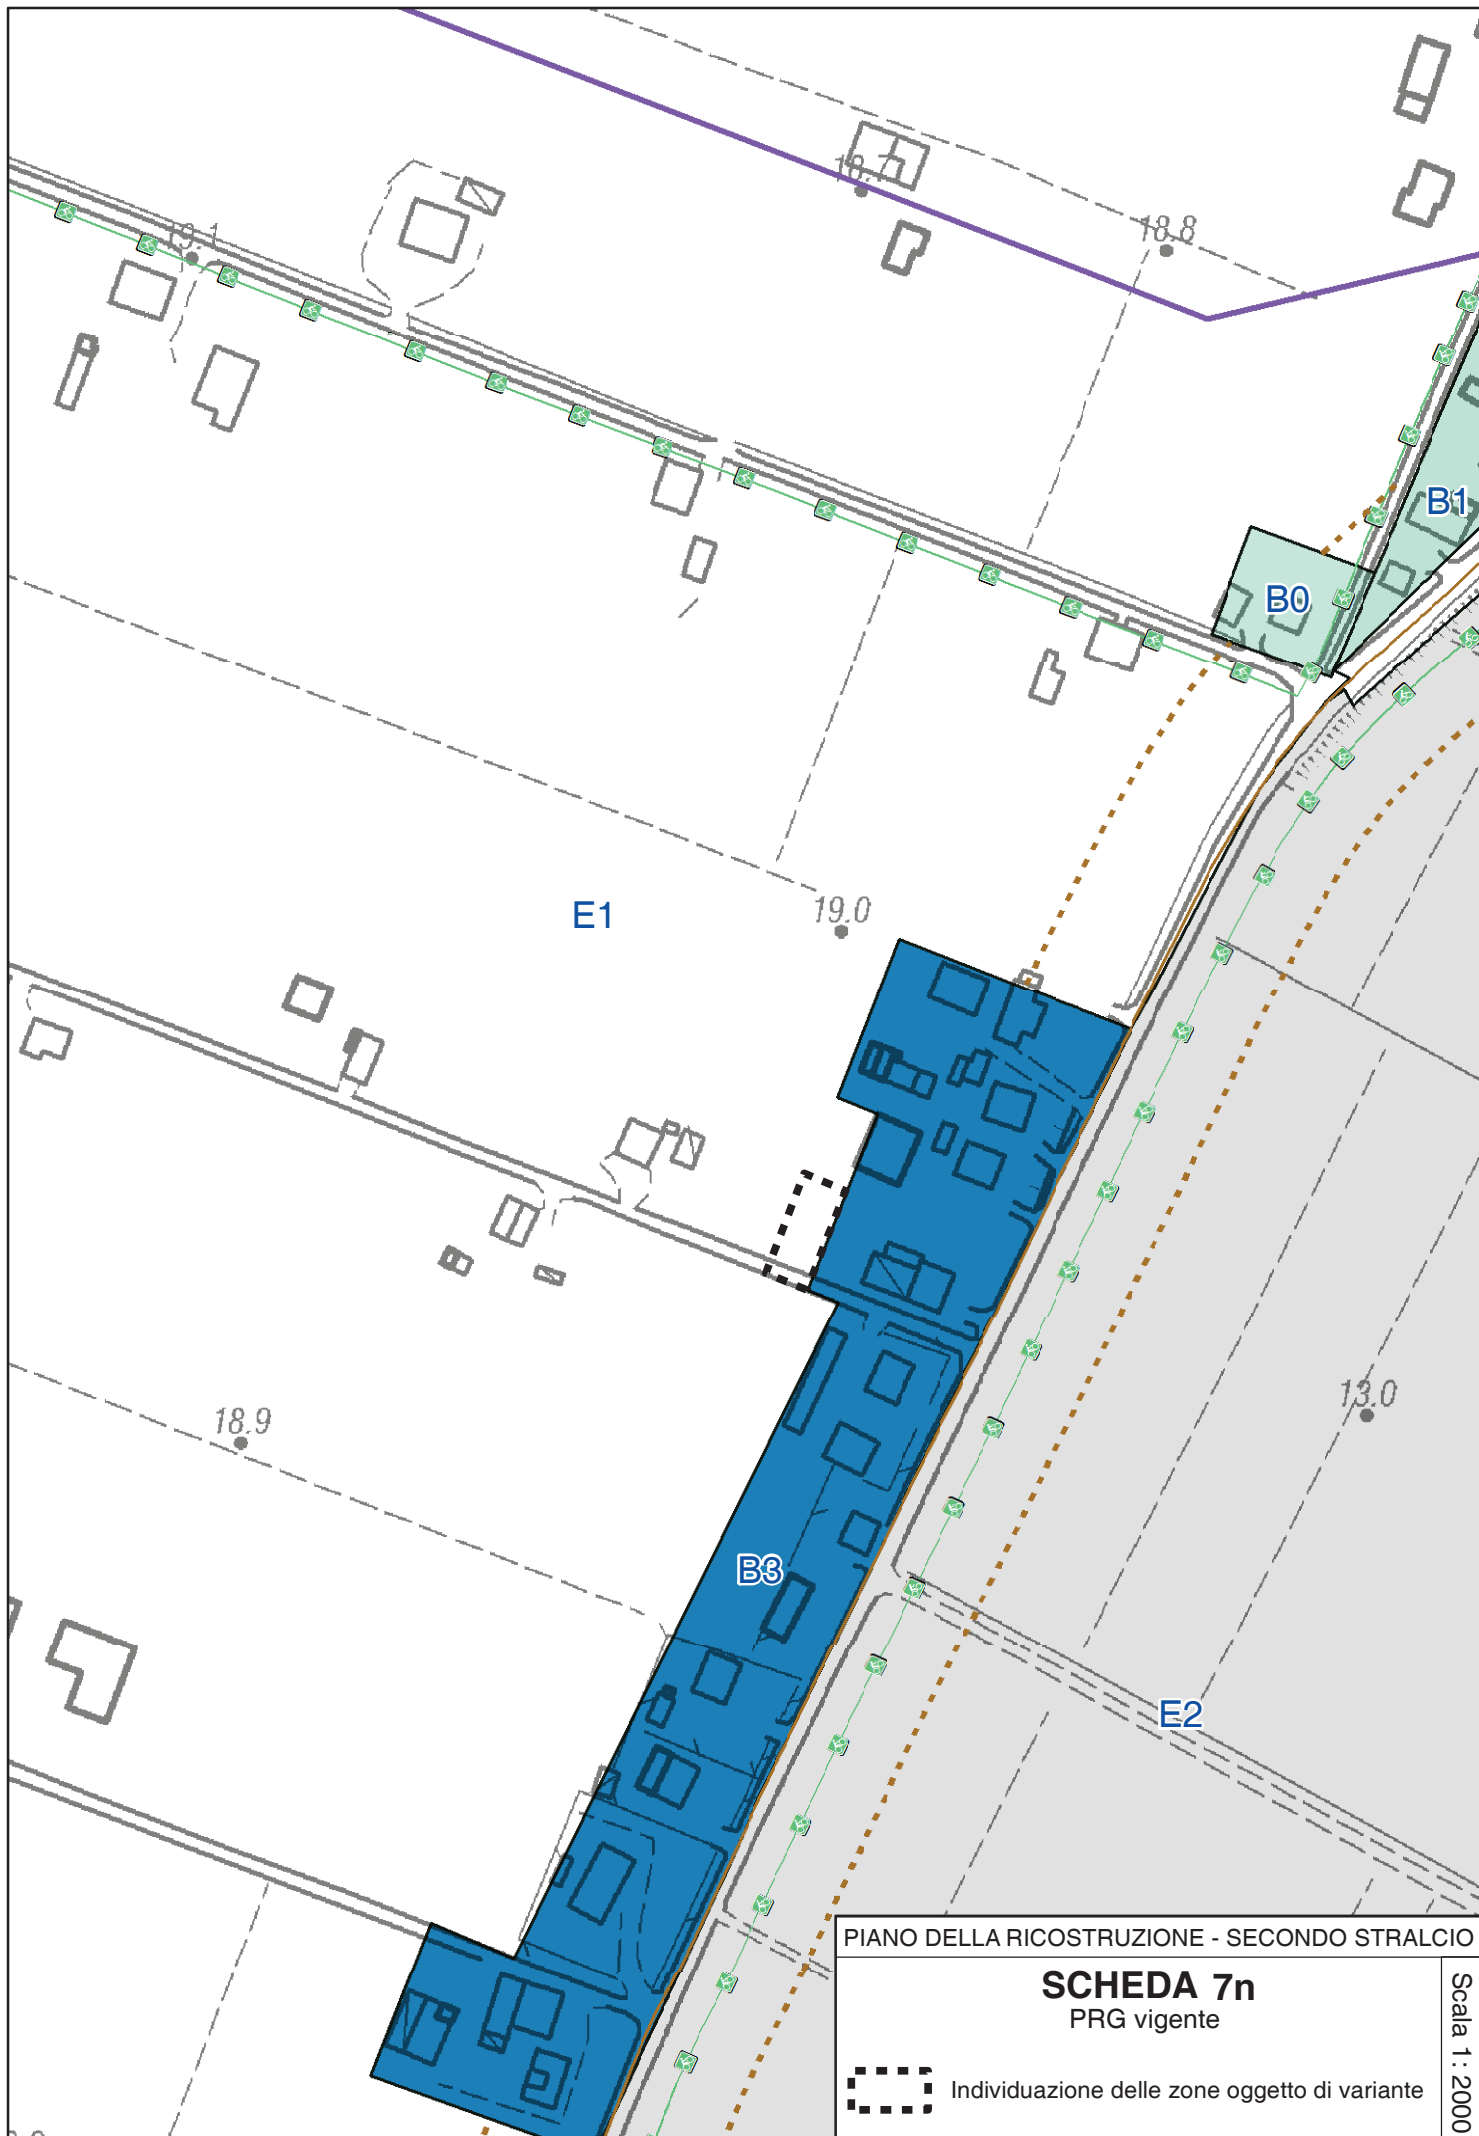 18.7
18.8
19.1
B1
B0
E1
19.0
18.9
13.0
B3
E2
PIANO DELLA RICOSTRUZIONE - SECONDO STRALCIO
SCHEDA 7n
PRG vigente
Individuazione delle zone oggetto di variante
Scala 1: 2000